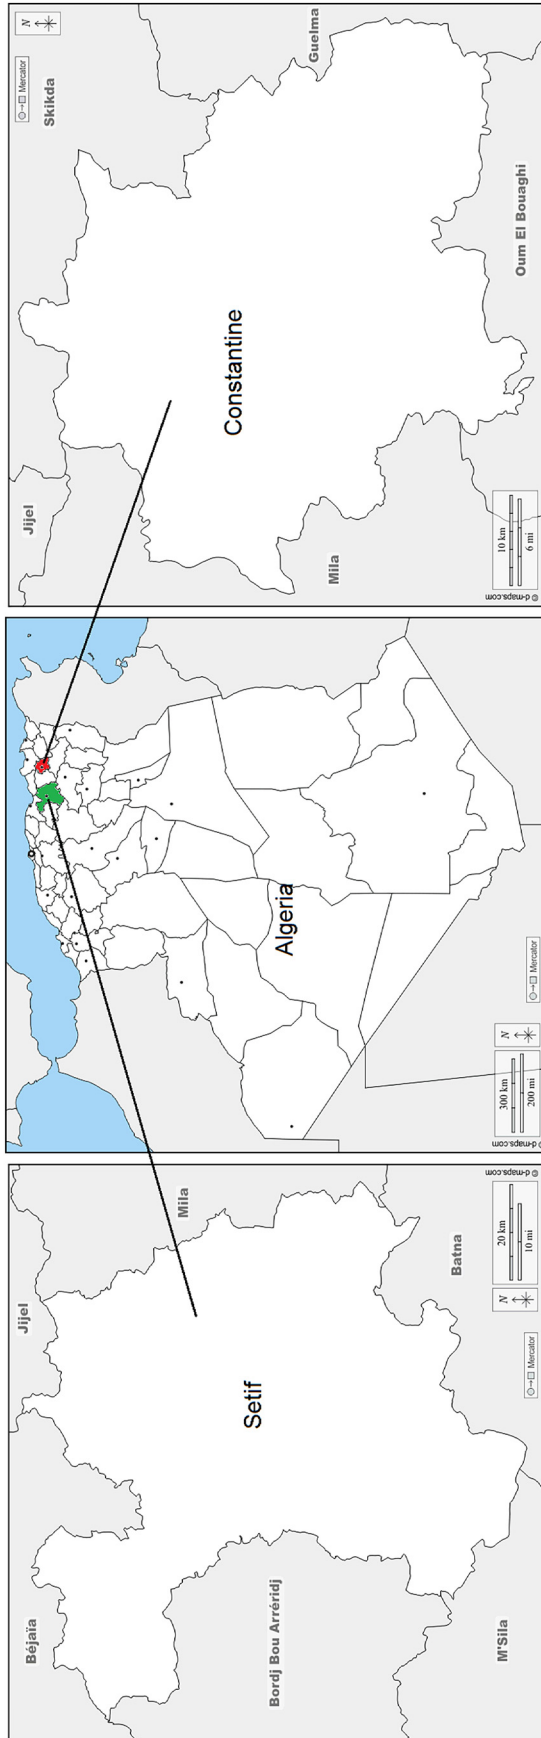 Béjaïa
Jijel
Mila
Setif
Bordj Bou Arréridj
M'Sila
Batna
Mercator
N
20 km
10 mi
© d-maps.com
Algeria
300 km
200 mi
N
Mercator
© d-maps.com
N
Mercator
Skikda
Guelma
Jijel
Constantine
Mila
Oum El Bouaghi
10 km
6 mi
© d-maps.com